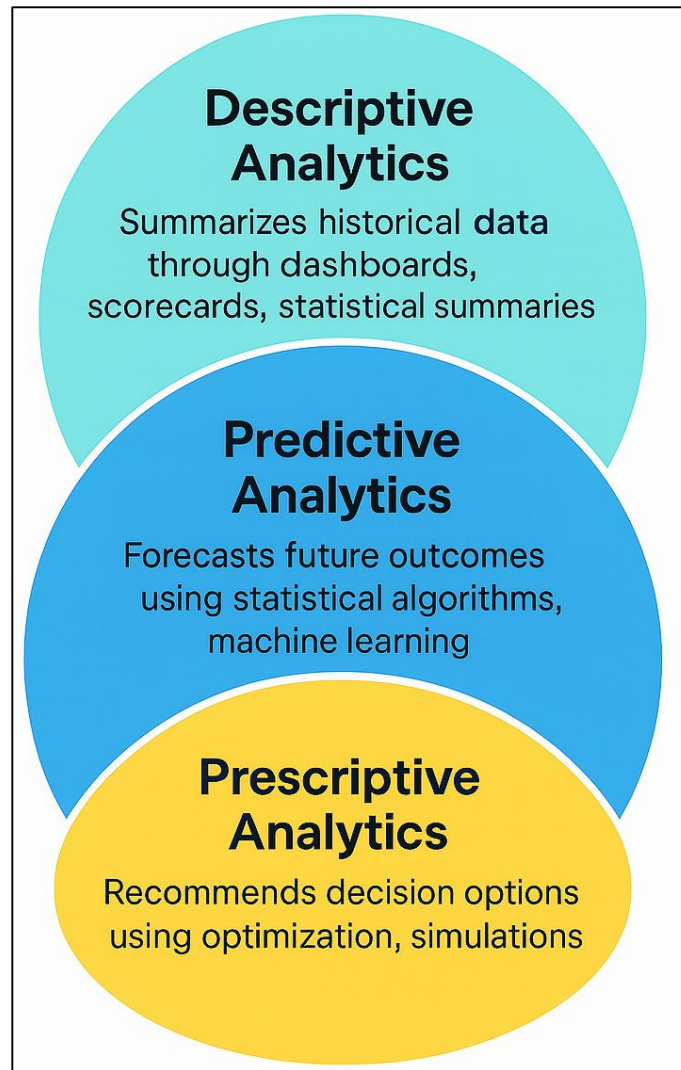 Descriptive
Analytics
Summarizes historical data
through dashboards,
scorecards, statistical summaries
Predictive
Analytics
Forecasts future outcomes
using statistical algorithms,
machine learning
Prescriptive
Analytics
Recommends decision options
using optimization, simulations